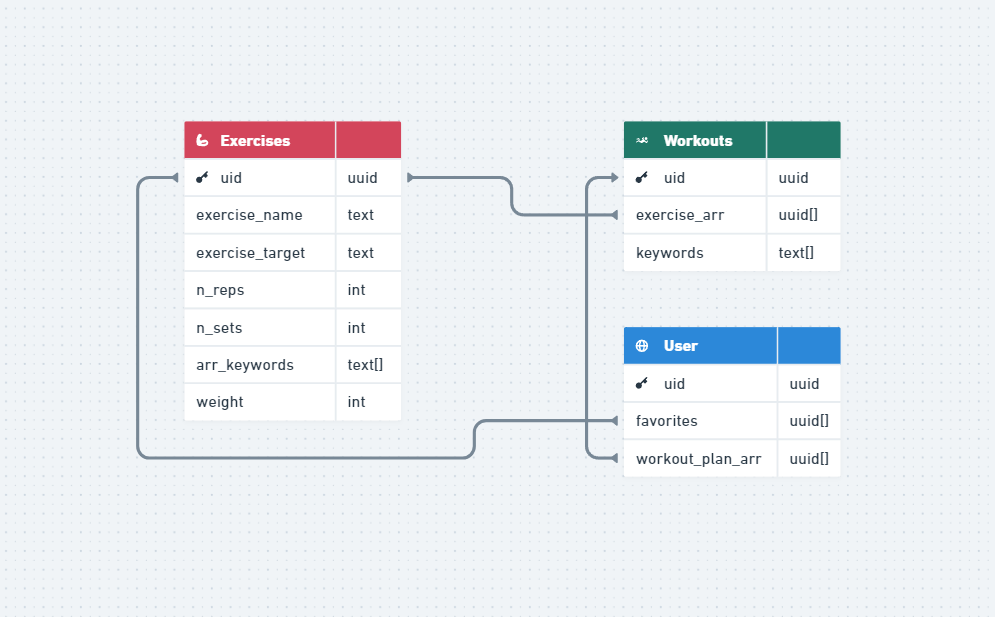 Exercises
uid uuid
exercise_name text
exercise_target text
n_reps int
n_sets int
arr_keywords text[]
weight int
Workouts
uid uuid
exercise_arr uuid[]
keywords text[]
User
uid uuid
favorites uuid[]
workout_plan_arr uuid[]